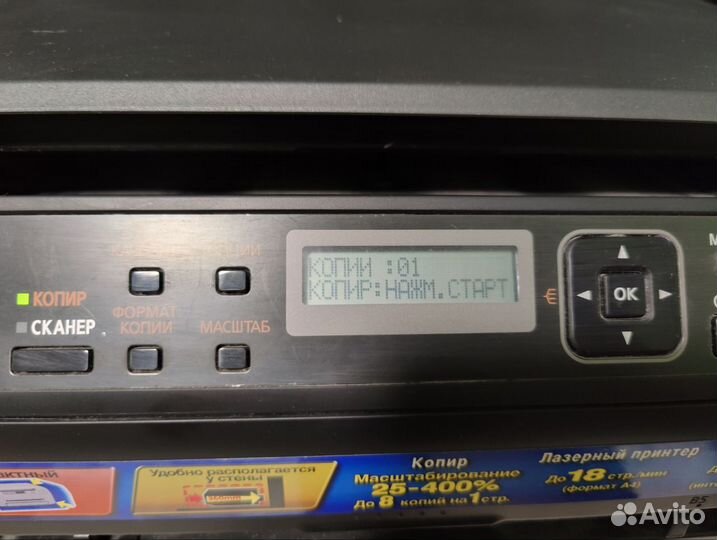 КОПИИ :01
КОПИР:НАЖМ.СТАРТ
КОПИР
СКАНЕР
ФОРМАТ
КОПИИ
МАСШТАБ
OK
Удобно располагается
у стены
Копир
Масштабирование
25-400%
До 8 копий на 1 стр.
Лазерный принтер
До 18 стр./мин
(формат А4)
Avito